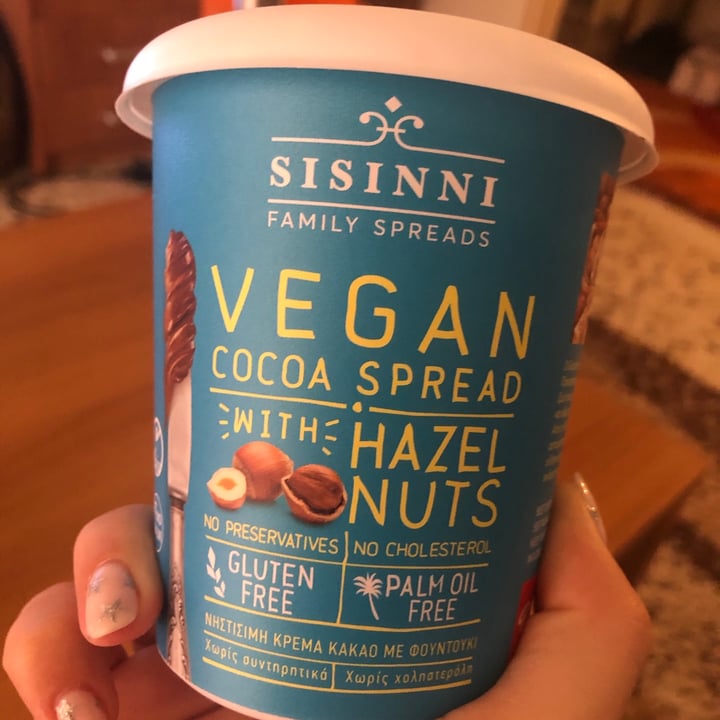 SISINNI
FAMILY SPREADS
VEGAN
COCOA SPREAD
WITH HAZEL
NUTS
NO PRESERVATIVES NO CHOLESTEROL
GLUTEN FREE
PALM OIL FREE
ΝΗΣΤΙΣΙΜΗ ΚΡΕΜΑ ΚΑΚΑΟ ΜΕ ΦΟΥΝΤΟΥΚΙ
Χωρίς συντηρητικά Χωρίς χοληστερόλη